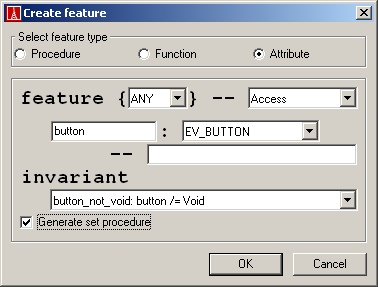 Create feature
Select feature type
Procedure Function Attribute
feature {ANY} -- Access
button : EV_BUTTON
--
invariant
button_not_void: button /= Void
Generate set procedure
OK Cancel